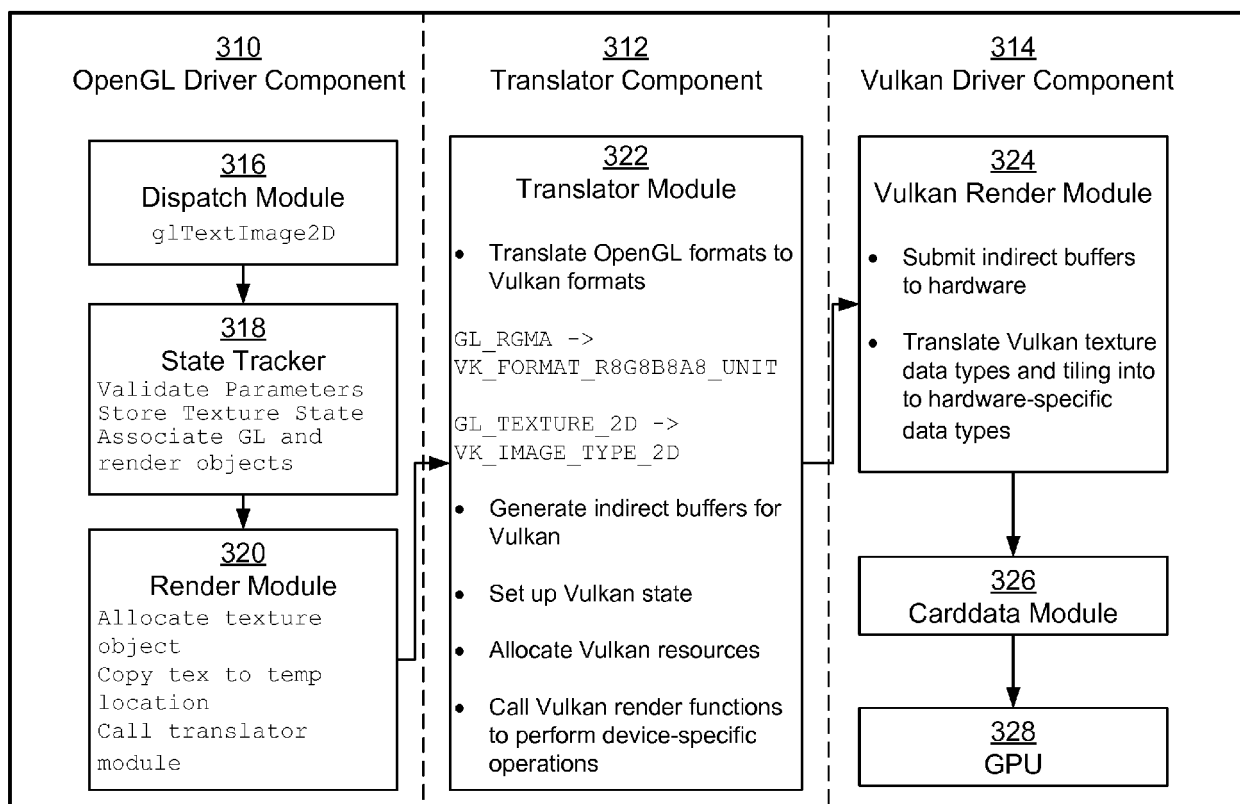 310
OpenGL Driver Component
316
Dispatch Module
glTextImage2D
318
State Tracker
Validate Parameters
Store Texture State
Associate GL and
render objects
320
Render Module
Allocate texture
object
Copy tex to temp
location
Call translator
module
312
Translator Component
322
Translator Module
• Translate OpenGL formats to
Vulkan formats
GL_RGMA ->
VK_FORMAT_R8G8B8A8_UNIT
GL_TEXTURE_2D ->
VK_IMAGE_TYPE_2D
• Generate indirect buffers for
Vulkan
• Set up Vulkan state
• Allocate Vulkan resources
• Call Vulkan render functions
to perform device-specific
operations
314
Vulkan Driver Component
324
Vulkan Render Module
• Submit indirect buffers
to hardware
• Translate Vulkan texture
data types and tiling into
to hardware-specific
data types
326
Carddata Module
328
GPU